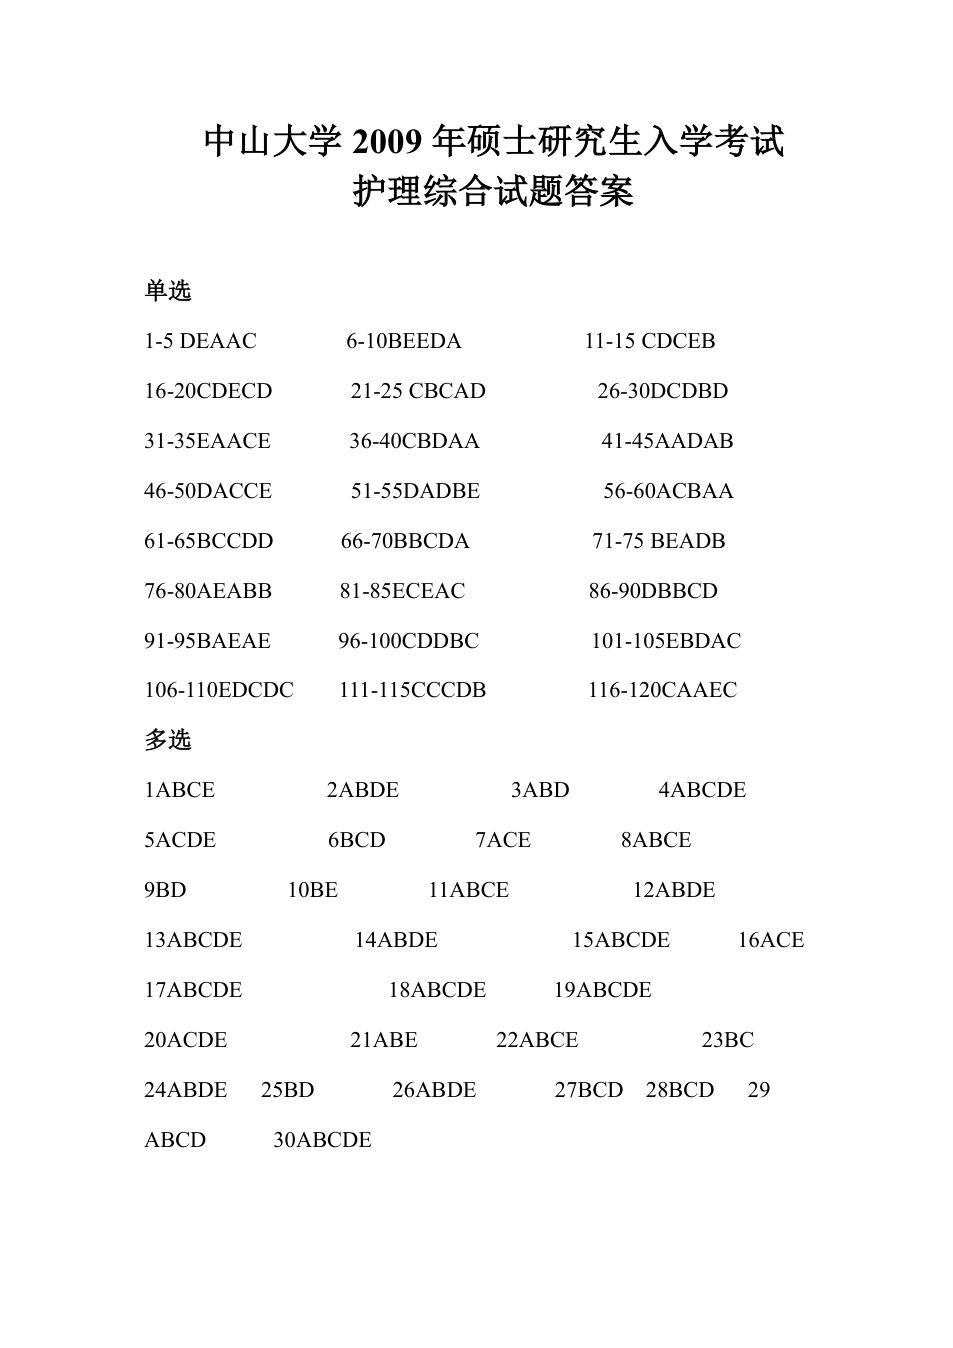 中山大学 2009 年硕士研究生入学考试
护理综合试题答案
单选
1-5 DEAAC 6-10BEEDA 11-15 CDCEB
16-20CDECD 21-25 CBCAD 26-30DCDBD
31-35EAACE 36-40CBDAA 41-45AADAB
46-50DACCE 51-55DADBE 56-60ACBAA
61-65BCCDD 66-70BBCDA 71-75 BEADB
76-80AEABB 81-85ECEAC 86-90DBBCD
91-95BAEAE 96-100CDDBC 101-105EBDAC
106-110EDCDC 111-115CCCDB 116-120CAAEC
多选
1ABCE 2ABDE 3ABD 4ABCDE
5ACDE 6BCD 7ACE 8ABCE
9BD 10BE 11ABCE 12ABDE
13ABCDE 14ABDE 15ABCDE 16ACE
17ABCDE 18ABCDE 19ABCDE
20ACDE 21ABE 22ABCE 23BC
24ABDE 25BD 26ABDE 27BCD 28BCD 29
ABCD 30ABCDE